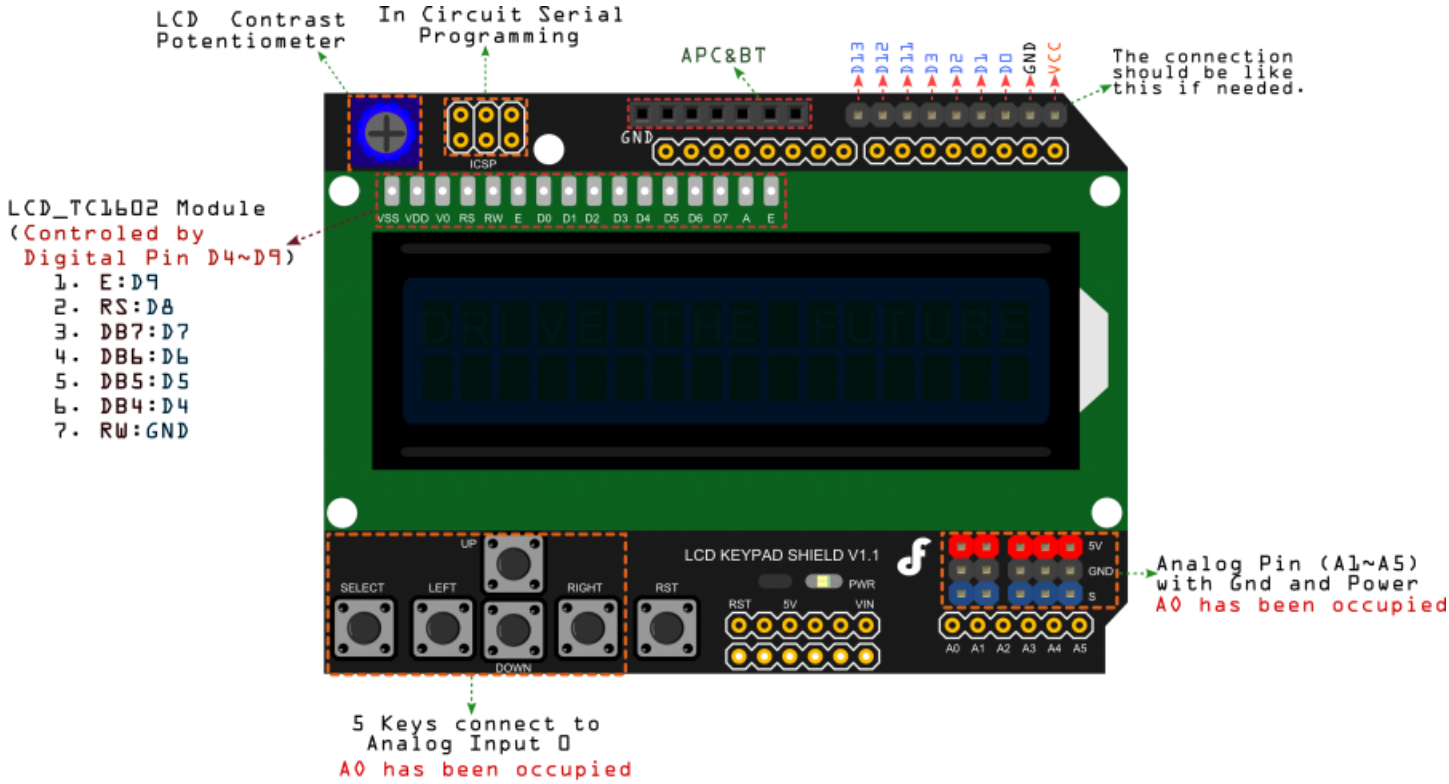 LCD Contrast
Potentiometer
In Circuit Serial
Programming
APC&BT
D13 D12 D11 D3 D2 D1 D0 GND VCC
The connection
should be like
this if needed.
GND
ICSP
VSS VDD V0 RS RW E D0 D1 D2 D3 D4 D5 D6 D7 A E
LCD_TC1602 Module
(Controled by
Digital Pin D4~D9)
1. E:D9
2. RS:D8
3. DB7:D7
4. DB6:D6
5. DB5:D5
6. DB4:D4
7. RW:GND
DRIVE THE FUTURE
UP
LCD KEYPAD SHIELD V1.1
5V
GND
S
PWR
SELECT LEFT RIGHT RST
RST 5V VIN
DOWN
A0 A1 A2 A3 A4 A5
Analog Pin (A1~A5)
with Gnd and Power
A0 has been occupied
5 Keys connect to
Analog Input 0
A0 has been occupied